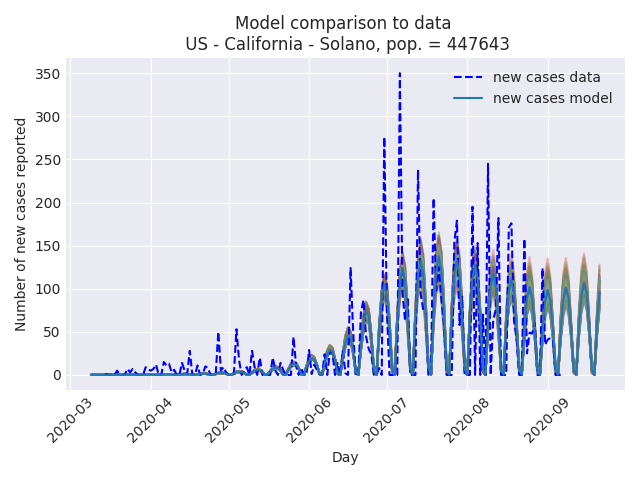 Model comparison to data
US - California - Solano, pop. = 447643
new cases data
new cases model
Number of new cases reported
350
300
250
200
150
100
50
0
2020-03
2020-04
2020-05
2020-06
2020-07
2020-08
2020-09
Day